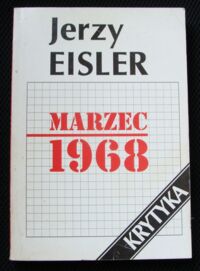 Jerzy
EISLER
MARZEC
1968
KRYTYKA